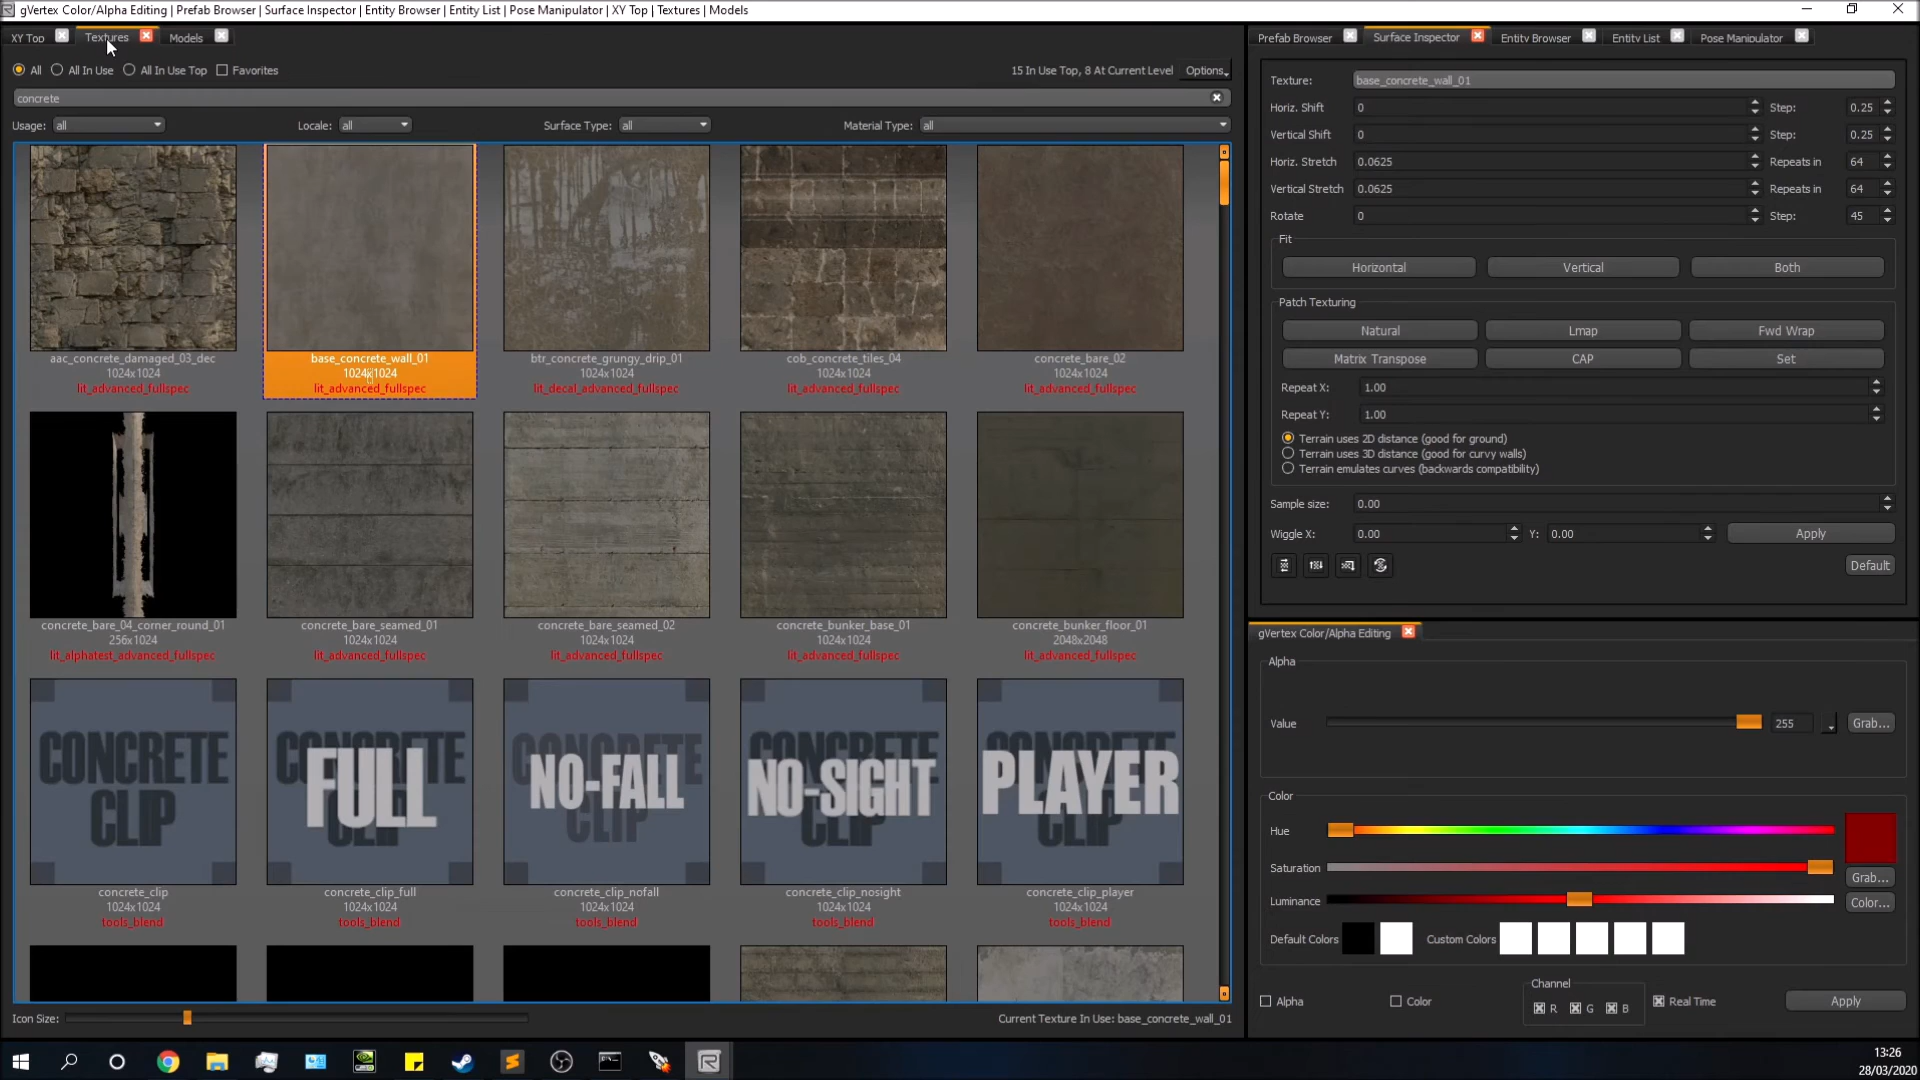 gVertex Color/Alpha Editing | Prefab Browser | Surface Inspector | Entity Browser | Entity List | Pose Manipulator | XY Top | Textures | Models
XY Top Textures Models
All All In Use All In Use Top Favorites 15 In Use Top, 8 At Current Level Options
concrete
Usage: all Locale: all Surface Type: all Material Type: all
aac_concrete_damaged_03_dec base_concrete_wall_01 btr_concrete_grungy_drip_01 cob_concrete_tiles_04 concrete_bare_02
1024x1024 1024x1024 1024x1024 1024x1024 1024x1024
lit_advanced_fullspec lit_advanced_fullspec lit_decal_advanced_fullspec lit_advanced_fullspec lit_advanced_fullspec
concrete_bare_04_corner_round_01 concrete_bare_seamed_01 concrete_bare_seamed_02 concrete_bunker_base_01 concrete_bunker_floor_01
256x1024 1024x1024 1024x1024 1024x1024 2048x2048
lit_alphatest_advanced_fullspec lit_advanced_fullspec lit_advanced_fullspec lit_advanced_fullspec lit_advanced_fullspec
CONCRETE CLIP
CONCRETE FULL
CONCRETE NO-FALL CLIP
CONCRETE NO-SIGHT CLIP
CONCRETE PLAYER CLIP
concrete_clip concrete_clip_full concrete_clip_nofall concrete_clip_nosight concrete_clip_player
1024x1024 1024x1024 1024x1024 1024x1024 1024x1024
tools_blend tools_blend tools_blend tools_blend tools_blend
Icon Size: Current Texture In Use: base_concrete_wall_01
Prefab Browser Surface Inspector Entity Browser Entity List Pose Manipulator
Texture: base_concrete_wall_01
Horiz. Shift 0 Step: 0.25
Vertical Shift 0 Step: 0.25
Horiz. Stretch 0.0625 Repeats in 64
Vertical Stretch 0.0625 Repeats in 64
Rotate 0 Step: 45
Fit
Horizontal Vertical Both
Patch Texturing
Natural Lmap Fwd Wrap
Matrix Transpose CAP Set
Repeat X: 1.00
Repeat Y: 1.00
Terrain uses 2D distance (good for ground)
Terrain uses 3D distance (good for curvy walls)
Terrain emulates curves (backwards compatibility)
Sample size: 0.00
Wiggle X: 0.00 Y: 0.00 Apply
Default
gVertex Color/Alpha Editing
Alpha
Value 255 Grab...
Color
Hue
Saturation Grab...
Luminance Color...
Default Colors Custom Colors
Channel
Alpha Color R G B Real Time Apply
13:26
28/03/2020